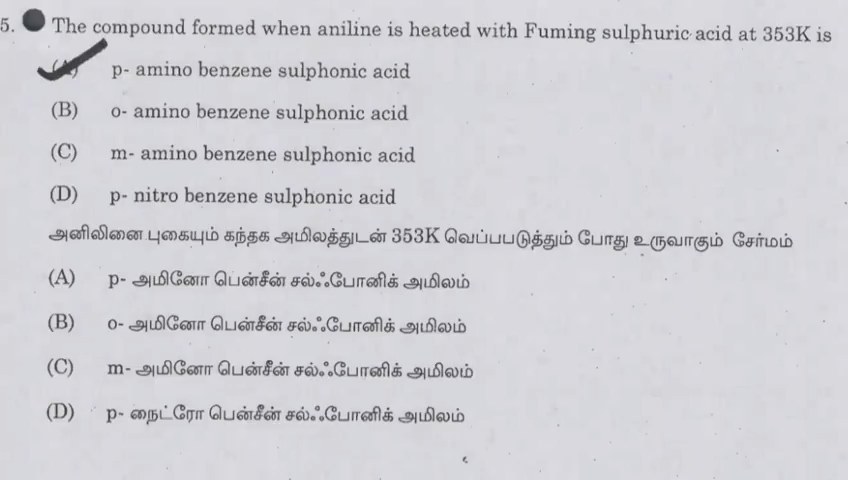 5. The compound formed when aniline is heated with Fuming sulphuric acid at 353K is
(A) p- amino benzene sulphonic acid
(B) o- amino benzene sulphonic acid
(C) m- amino benzene sulphonic acid
(D) p- nitro benzene sulphonic acid
அனிலினை புகையும் கந்தக அமிலத்துடன் 353K வெப்பபடுத்தும் போது உருவாகும் சேர்மம்
(A) p- அமினோ பென்சீன் சல்ஃபோனிக் அமிலம்
(B) o- அமினோ பென்சீன் சல்ஃபோனிக் அமிலம்
(C) m- அமினோ பென்சீன் சல்ஃபோனிக் அமிலம்
(D) p- நைட்ரோ பென்சீன் சல்ஃபோனிக் அமிலம்